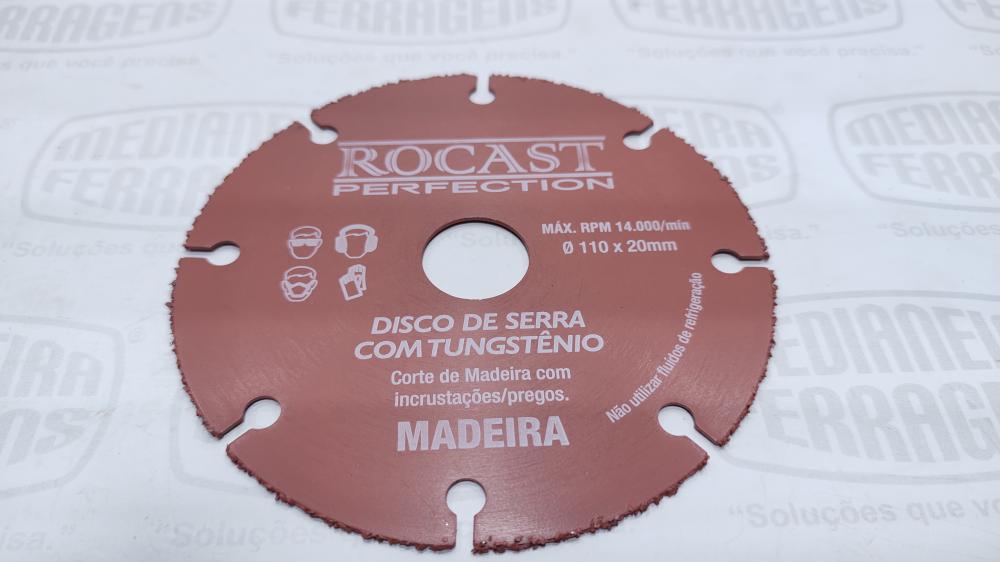 MEDIANEIRA
FERRAGENS
"Soluções que você precisa."
ROCAST
PERFECTION
MÁX. RPM 14.000/min
Ø 110 x 20mm
DISCO DE SERRA
COM TUNGSTÊNIO
Corte de Madeira com
incrustações/pregos.
MADEIRA
Não utilizar fluidos de refrigeração